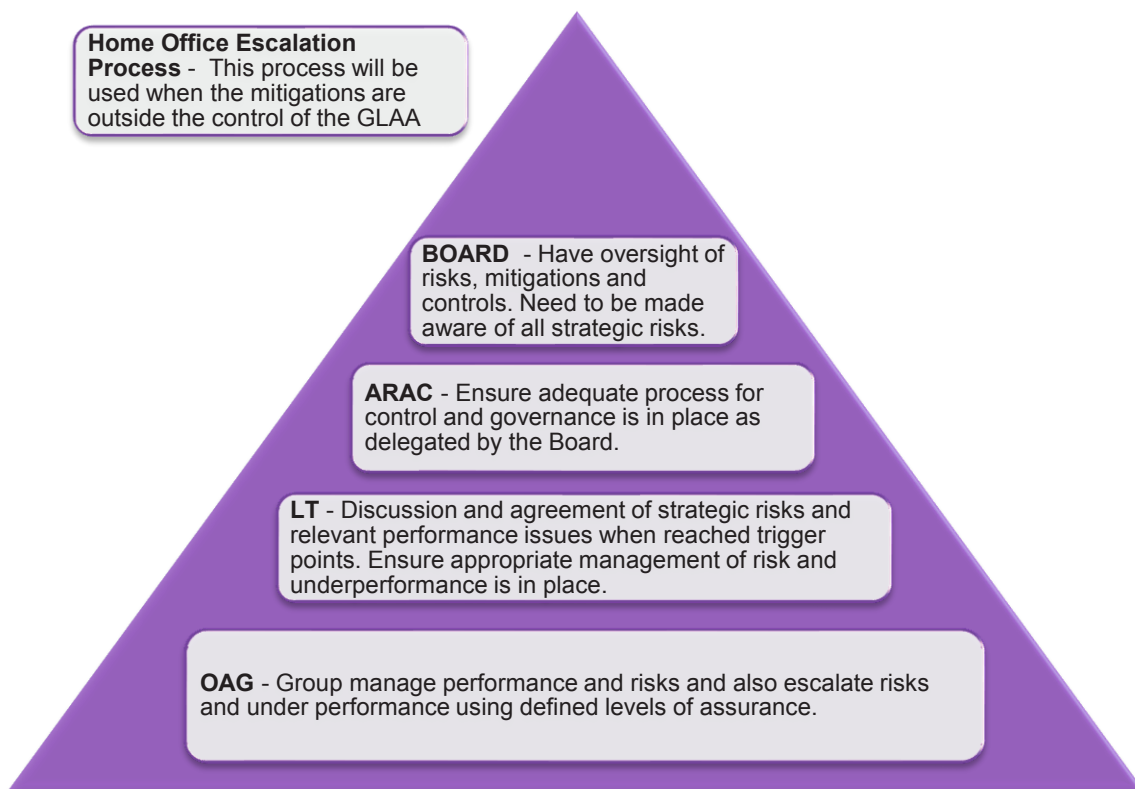 Home Office Escalation
Process -  This process will be
used when the mitigations are
outside the control of the GLAA
BOARD  - Have oversight of
risks, mitigations and
controls. Need to be made
aware of all strategic risks.
ARAC - Ensure adequate process for
control and governance is in place as
delegated by the Board.
LT - Discussion and agreement of strategic risks and
relevant performance issues when reached trigger
points. Ensure appropriate management of risk and
underperformance is in place.
OAG - Group manage performance and risks and also escalate risks
and under performance using defined levels of assurance.